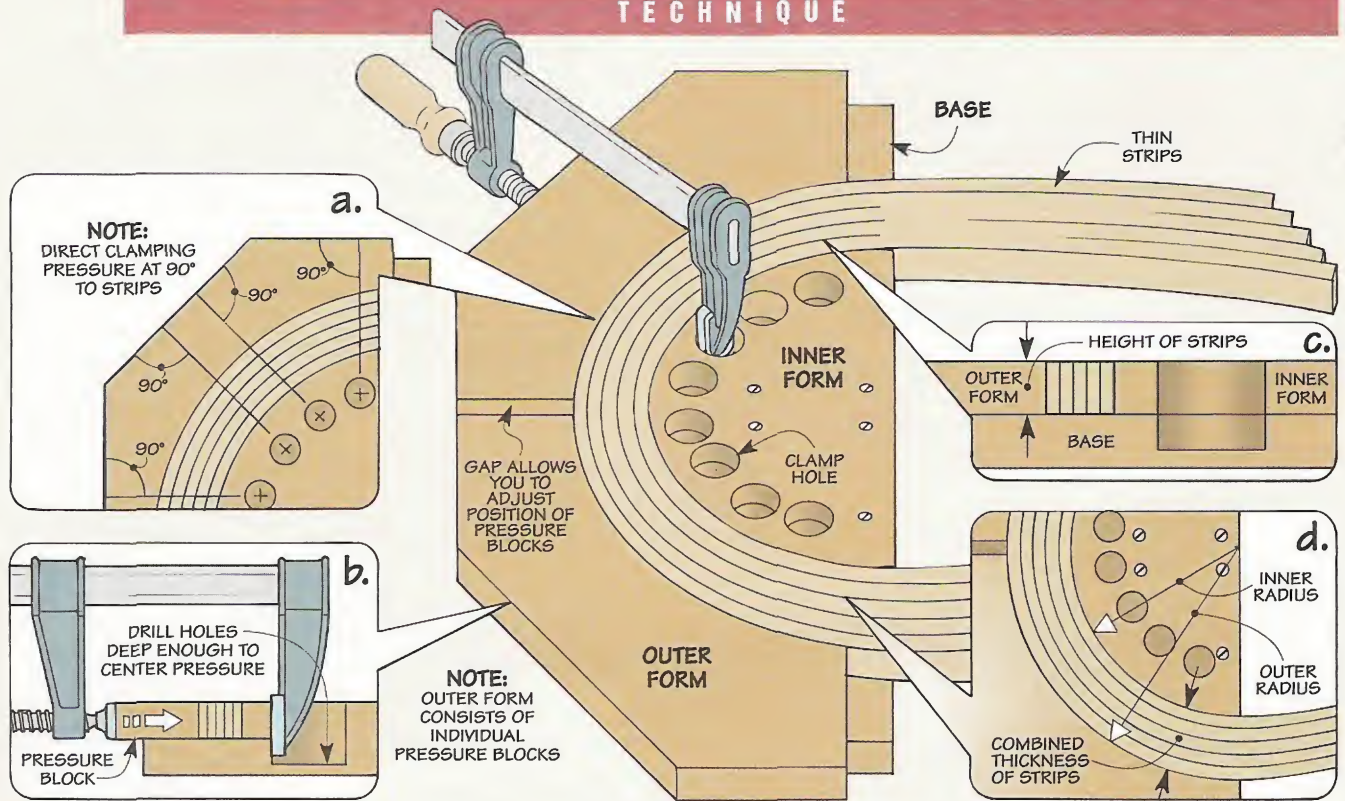 TECHNIQUE
BASE
THIN
STRIPS
a.
NOTE:
DIRECT CLAMPING
PRESSURE AT 90°
TO STRIPS
90°
90°
90°
90°
INNER
FORM
CLAMP
HOLE
GAP ALLOWS
YOU TO
ADJUST
POSITION OF
PRESSURE
BLOCKS
c.
HEIGHT OF STRIPS
OUTER
FORM
INNER
FORM
BASE
b.
DRILL HOLES
DEEP ENOUGH TO
CENTER PRESSURE
PRESSURE
BLOCK
NOTE:
OUTER FORM
CONSISTS OF
INDIVIDUAL
PRESSURE BLOCKS
OUTER
FORM
d.
INNER
RADIUS
OUTER
RADIUS
COMBINED
THICKNESS
OF STRIPS